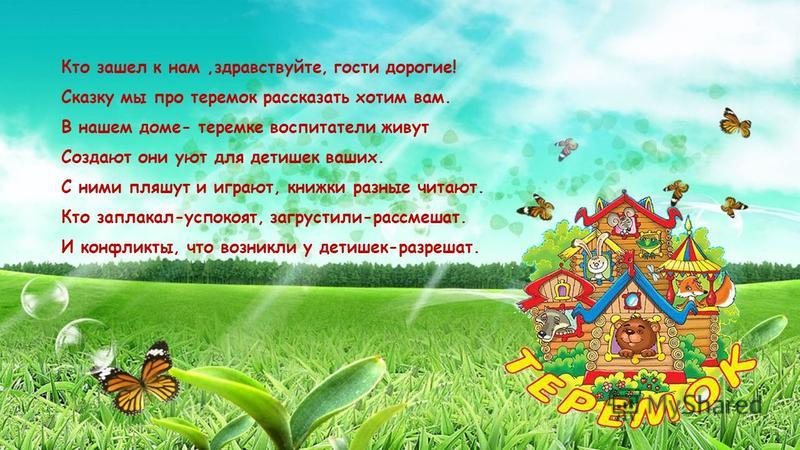 Кто зашел к нам ,здравствуйте, гости дорогие!
Сказку мы про теремок рассказать хотим вам.
В нашем доме- теремке воспитатели живут
Создают они уют для детишек ваших.
С ними пляшут и играют, книжки разные читают.
Кто заплакал-успокоят, загрустили-рассмешат.
И конфликты, что возникли у детишек-разрешат.
ТЕРЕМОК
MyShared